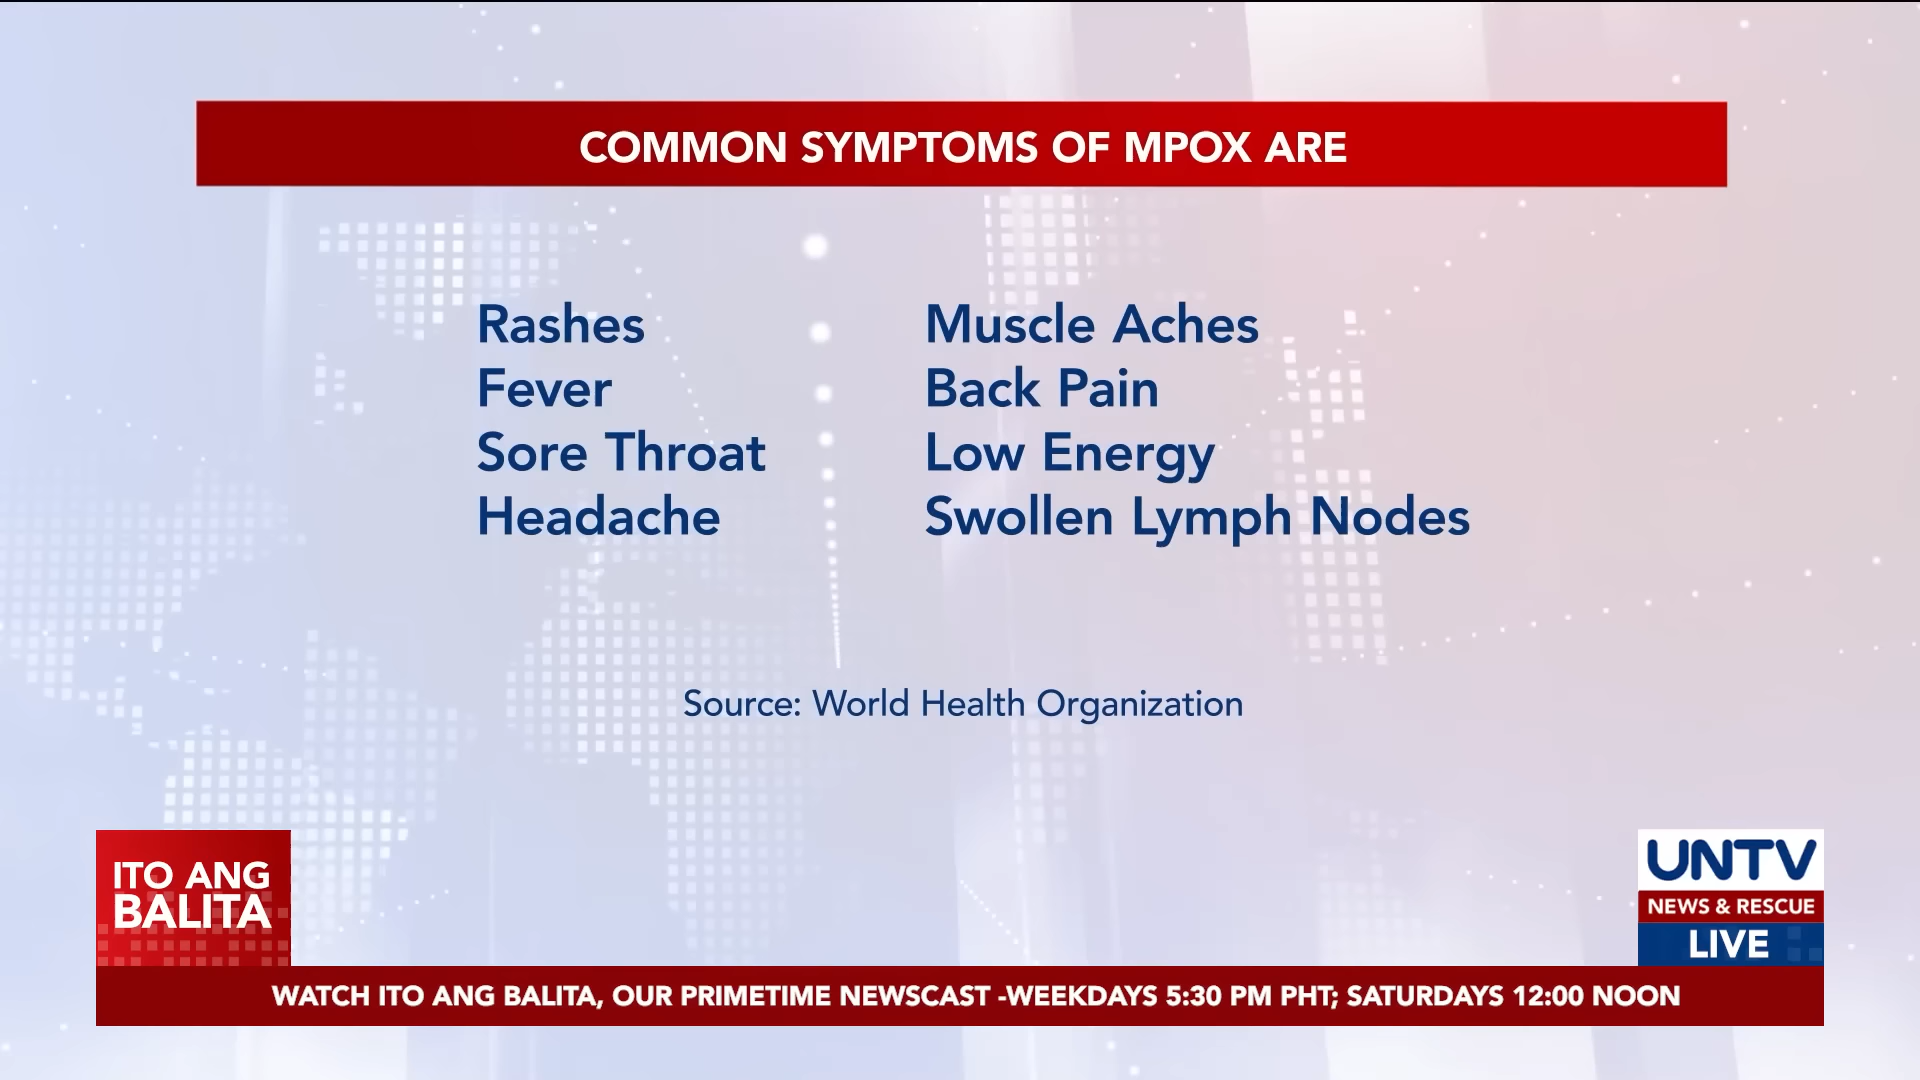 COMMON SYMPTOMS OF MPOX ARE
Rashes
Fever
Sore Throat
Headache
Muscle Aches
Back Pain
Low Energy
Swollen Lymph Nodes
Source: World Health Organization
ITO ANG
BALITA
UNTV
NEWS & RESCUE
LIVE
WATCH ITO ANG BALITA, OUR PRIMETIME NEWSCAST -WEEKDAYS 5:30 PM PHT; SATURDAYS 12:00 NOON